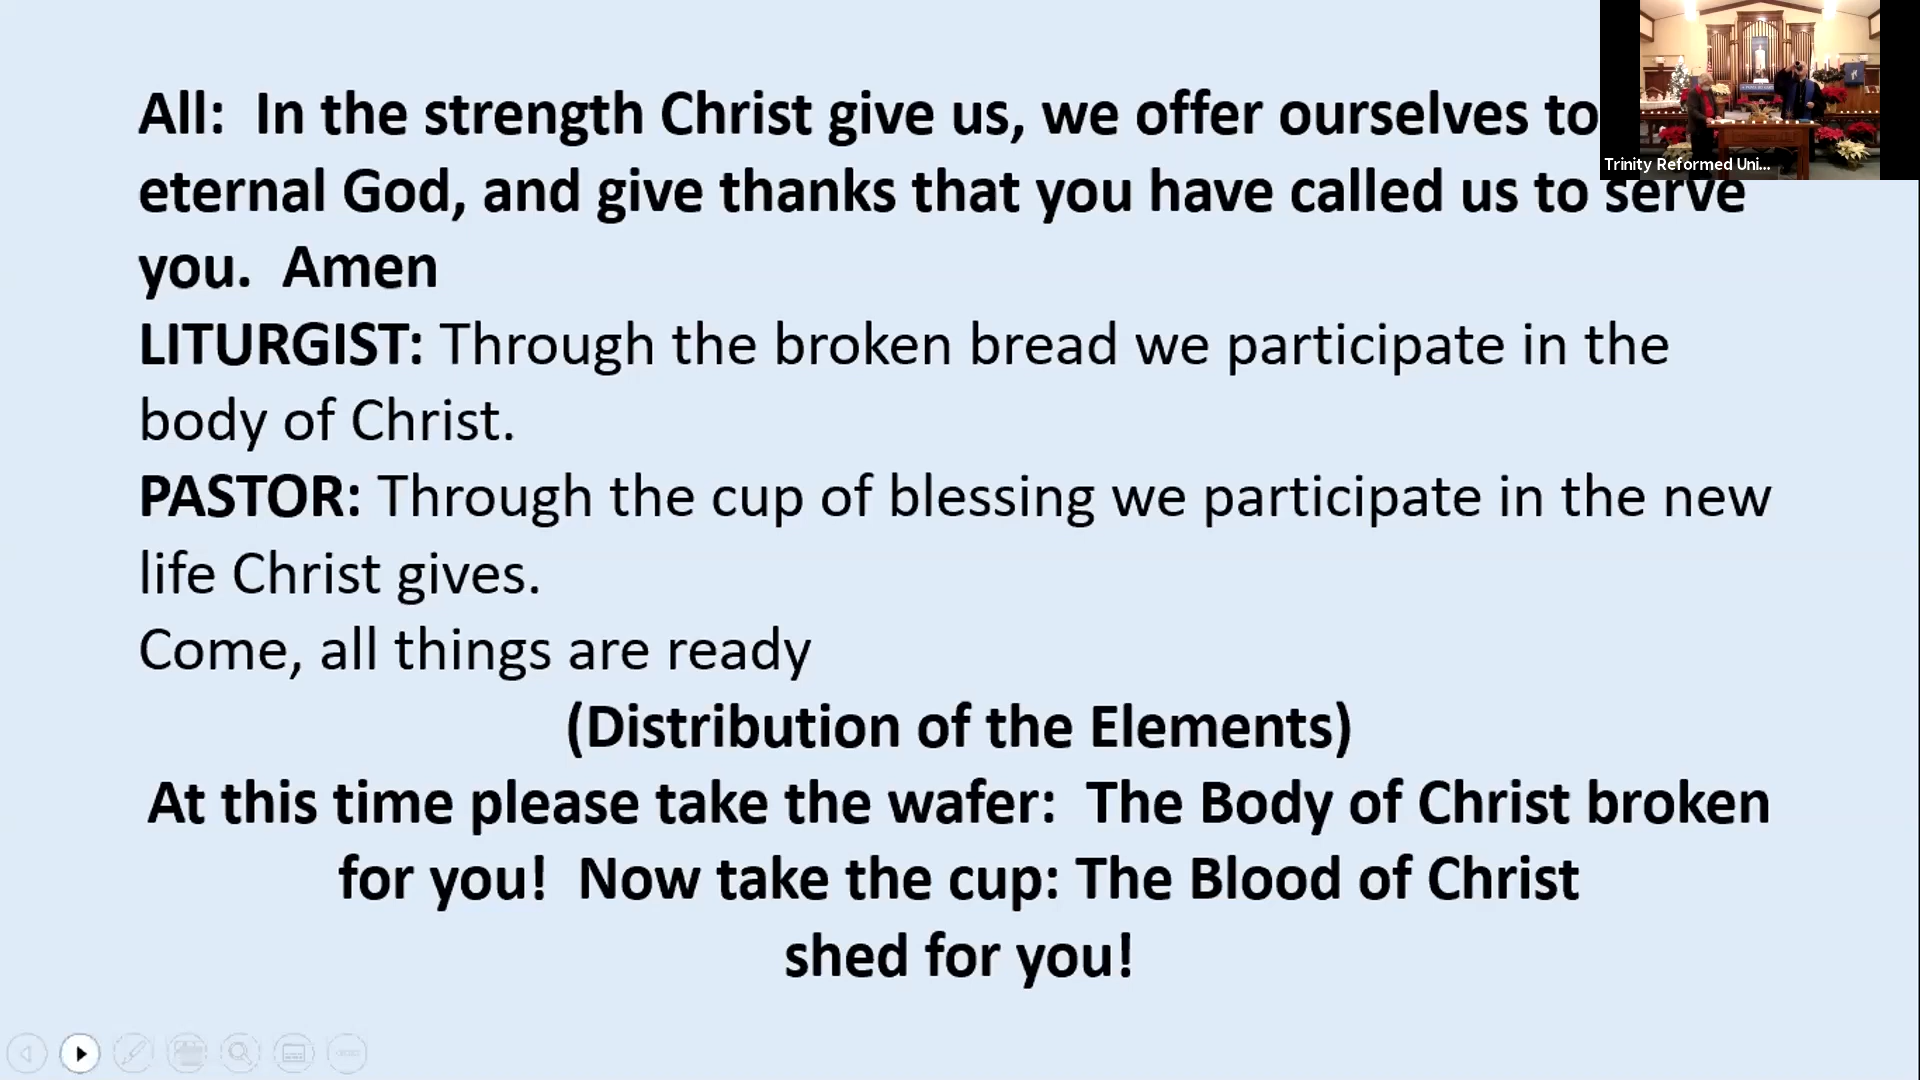 All:  In the strength Christ give us, we offer ourselves to
eternal God, and give thanks that you have called us to serve
you.  Amen
LITURGIST: Through the broken bread we participate in the
body of Christ.
PASTOR: Through the cup of blessing we participate in the new
life Christ gives.
Come, all things are ready
(Distribution of the Elements)
At this time please take the wafer:  The Body of Christ broken
for you!  Now take the cup: The Blood of Christ
shed for you!
Trinity Reformed Uni...